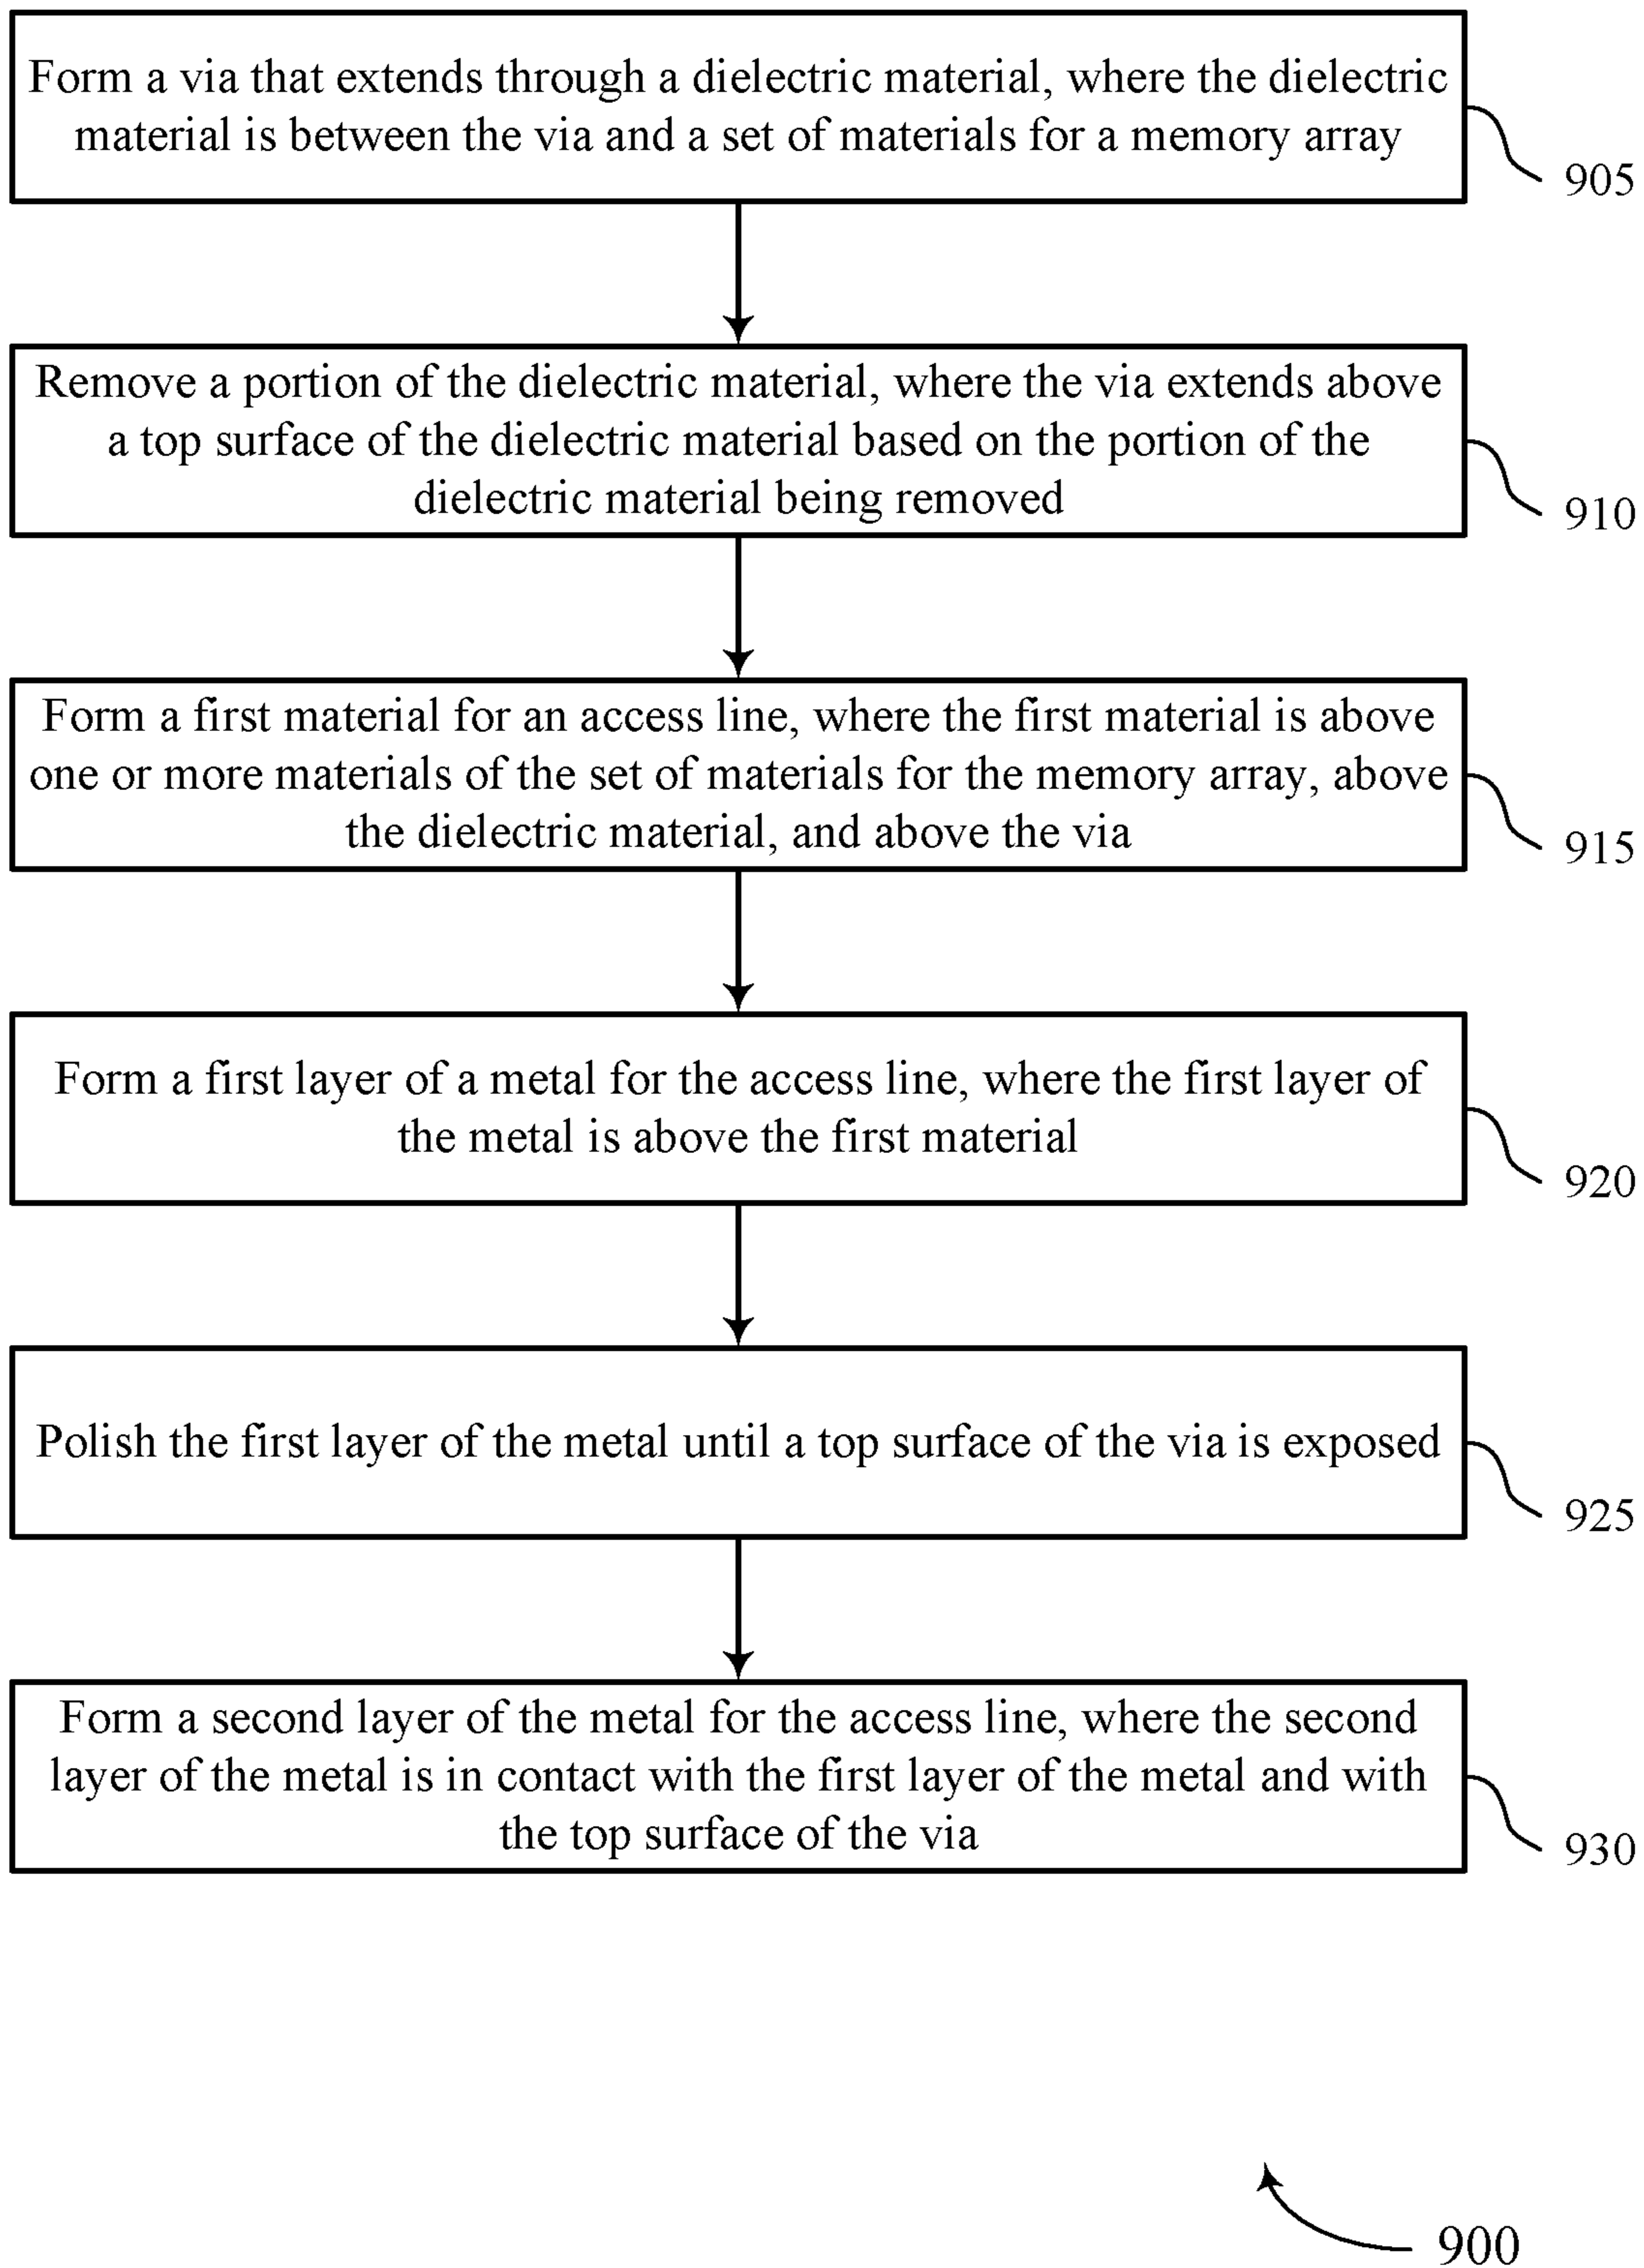 Form a via that extends through a dielectric material, where the dielectric
material is between the via and a set of materials for a memory array
905
Remove a portion of the dielectric material, where the via extends above
a top surface of the dielectric material based on the portion of the
dielectric material being removed
910
Form a first material for an access line, where the first material is above
one or more materials of the set of materials for the memory array, above
the dielectric material, and above the via
915
Form a first layer of a metal for the access line, where the first layer of
the metal is above the first material
920
Polish the first layer of the metal until a top surface of the via is exposed
925
Form a second layer of the metal for the access line, where the second
layer of the metal is in contact with the first layer of the metal and with
the top surface of the via
930
900